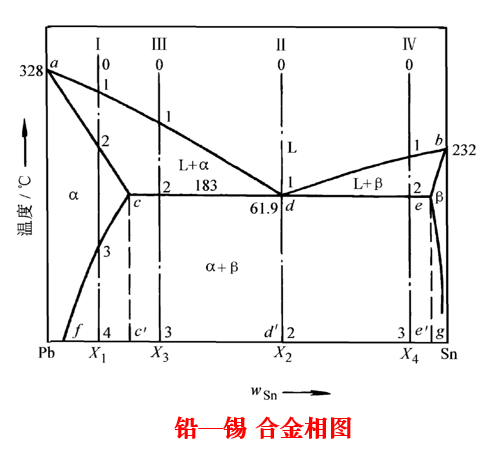 I III II IV
0 0 0 0
328 a
1
1
2
L
1 b
232
L+α
L+β
α
183
2
1
2
c
61.9
d
e
β
3
α+β
f 4 c′ 3 d′ 2 3 e′ g
Pb X₁ X₃ X₂ X₄ Sn
温度/℃
wSn
铅—锡 合金相图